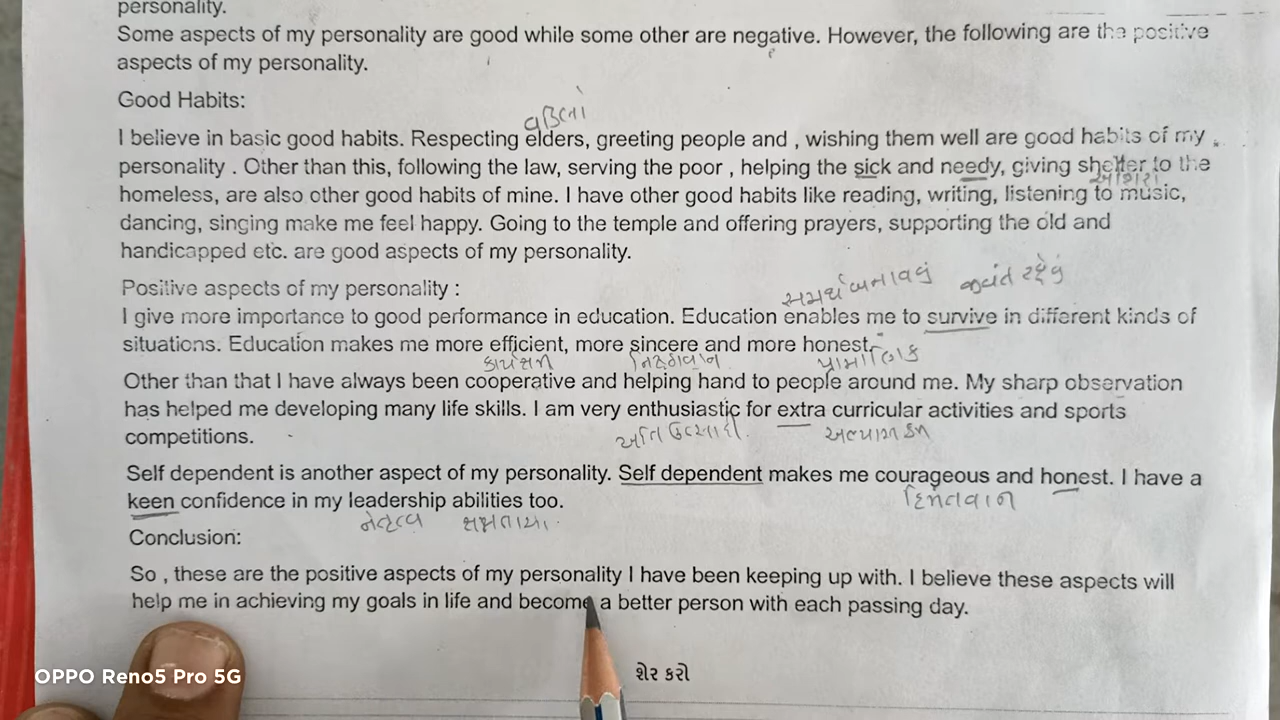 personality.
Some aspects of my personality are good while some other are negative. However, the following are the positive
aspects of my personality.
Good Habits:
વડિલો
I believe in basic good habits. Respecting elders, greeting people and , wishing them well are good habits of my
personality . Other than this, following the law, serving the poor , helping the sick and needy, giving shelter to the
આશરો
homeless, are also other good habits of mine. I have other good habits like reading, writing, listening to music,
dancing, singing make me feel happy. Going to the temple and offering prayers, supporting the old and
handicapped etc. are good aspects of my personality.
સમર્થ બનાવવું જીવંત રહેવું
Positive aspects of my personality :
I give more importance to good performance in education. Education enables me to survive in different kinds of
situations. Education makes me more efficient, more sincere and more honest.
કાર્યક્ષમ નિષ્ઠાવાન પ્રામાણિક
Other than that I have always been cooperative and helping hand to people around me. My sharp observation
has helped me developing many life skills. I am very enthusiastic for extra curricular activities and sports
અતિ ઉત્સાહી
competitions.
Self dependent is another aspect of my personality. Self dependent makes me courageous and honest. I have a
હિંમતવાન
keen confidence in my leadership abilities too.
નેતૃત્વ ક્ષમતામાં
Conclusion:
So , these are the positive aspects of my personality I have been keeping up with. I believe these aspects will
help me in achieving my goals in life and become a better person with each passing day.
શેર કરો
OPPO Reno5 Pro 5G